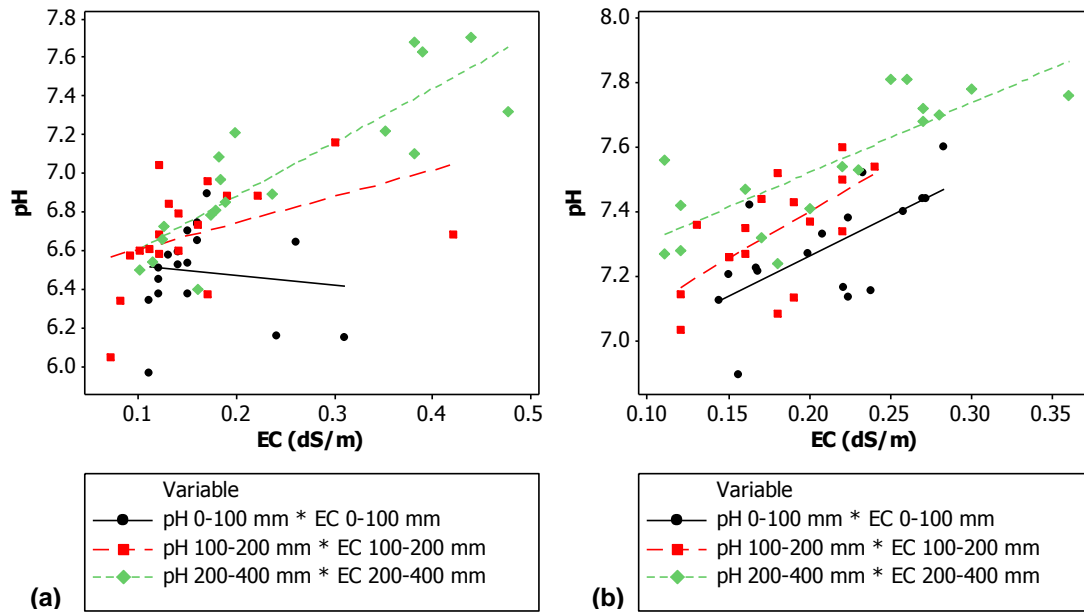 7.8
7.6
7.4
7.2
7.0
6.8
6.6
6.4
6.2
6.0
pH
0.1 0.2 0.3 0.4 0.5
EC (dS/m)
Variable
pH 0-100 mm * EC 0-100 mm
pH 100-200 mm * EC 100-200 mm
pH 200-400 mm * EC 200-400 mm
(a)
8.0
7.8
7.6
7.4
7.2
7.0
pH
0.10 0.15 0.20 0.25 0.30 0.35
EC (dS/m)
Variable
pH 0-100 mm * EC 0-100 mm
pH 100-200 mm * EC 100-200 mm
pH 200-400 mm * EC 200-400 mm
(b)